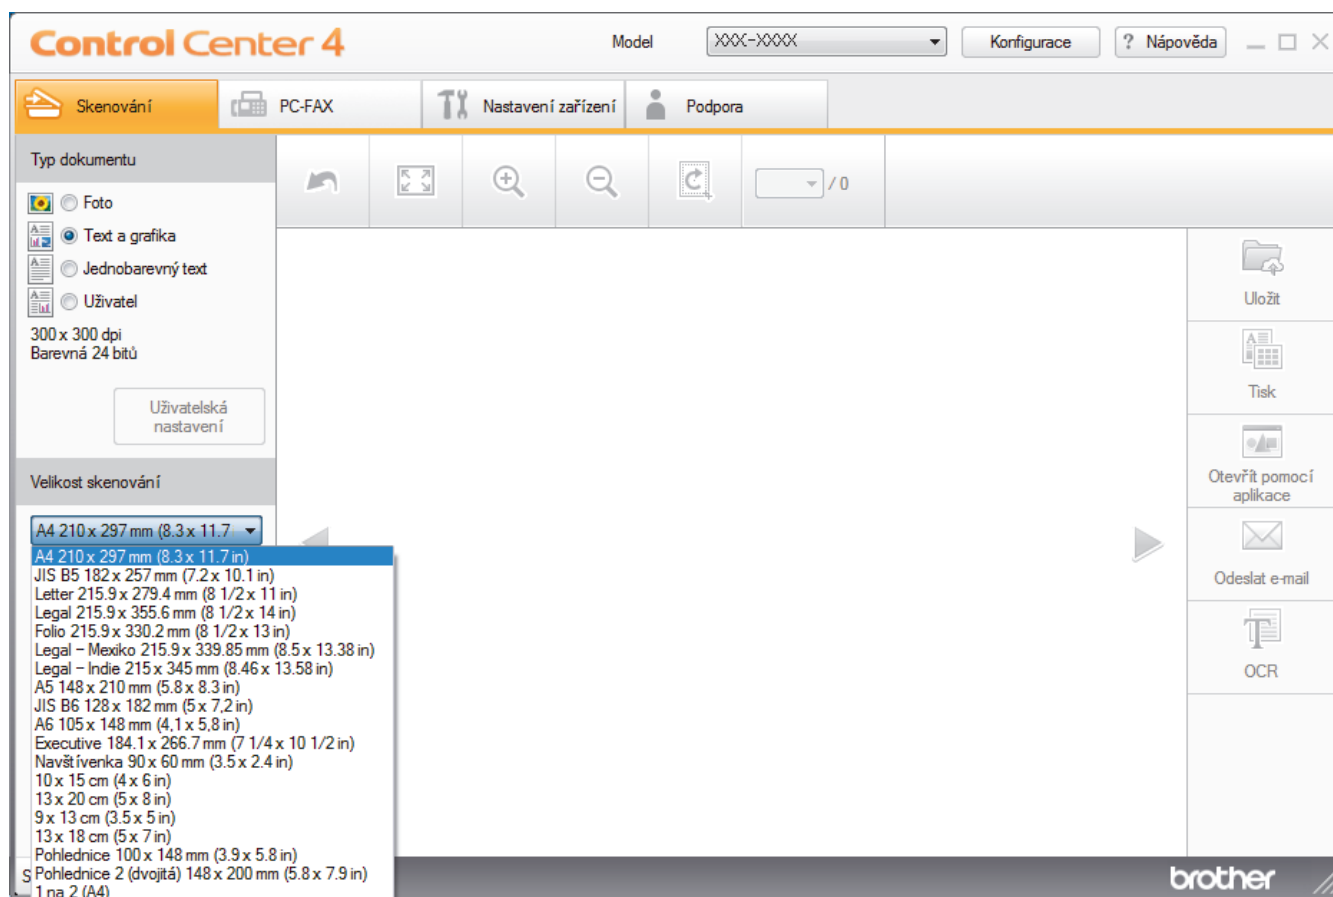 Control Center 4
Model
XXX-XXXX
Konfigurace
? Nápověda
Skenování
PC-FAX
Nastavení zařízení
Podpora
Typ dokumentu
Foto
Text a grafika
Jednobarevný text
Uživatel
300 x 300 dpi
Barevná 24 bitů
Uživatelská
nastavení
/ 0
Velikost skenování
A4 210 x 297 mm (8.3 x 11.7
A4 210 x 297 mm (8.3 x 11.7 in)
JIS B5 182 x 257 mm (7.2 x 10.1 in)
Letter 215.9 x 279.4 mm (8 1/2 x 11 in)
Legal 215.9 x 355.6 mm (8 1/2 x 14 in)
Folio 215.9 x 330.2 mm (8 1/2 x 13 in)
Legal – Mexiko 215.9 x 339.85 mm (8.5 x 13.38 in)
Legal – Indie 215 x 345 mm (8.46 x 13.58 in)
A5 148 x 210 mm (5.8 x 8.3 in)
JIS B6 128 x 182 mm (5 x 7,2 in)
A6 105 x 148 mm (4,1 x 5,8 in)
Executive 184.1 x 266.7 mm (7 1/4 x 10 1/2 in)
Navštívenka 90 x 60 mm (3.5 x 2.4 in)
10 x 15 cm (4 x 6 in)
13 x 20 cm (5 x 8 in)
9 x 13 cm (3.5 x 5 in)
13 x 18 cm (5 x 7 in)
Pohlednice 100 x 148 mm (3.9 x 5.8 in)
Pohlednice 2 (dvojitá) 148 x 200 mm (5.8 x 7.9 in)
1 na 2 (A4)
Uložit
Tisk
Otevřít pomocí
aplikace
Odeslat e-mail
OCR
brother